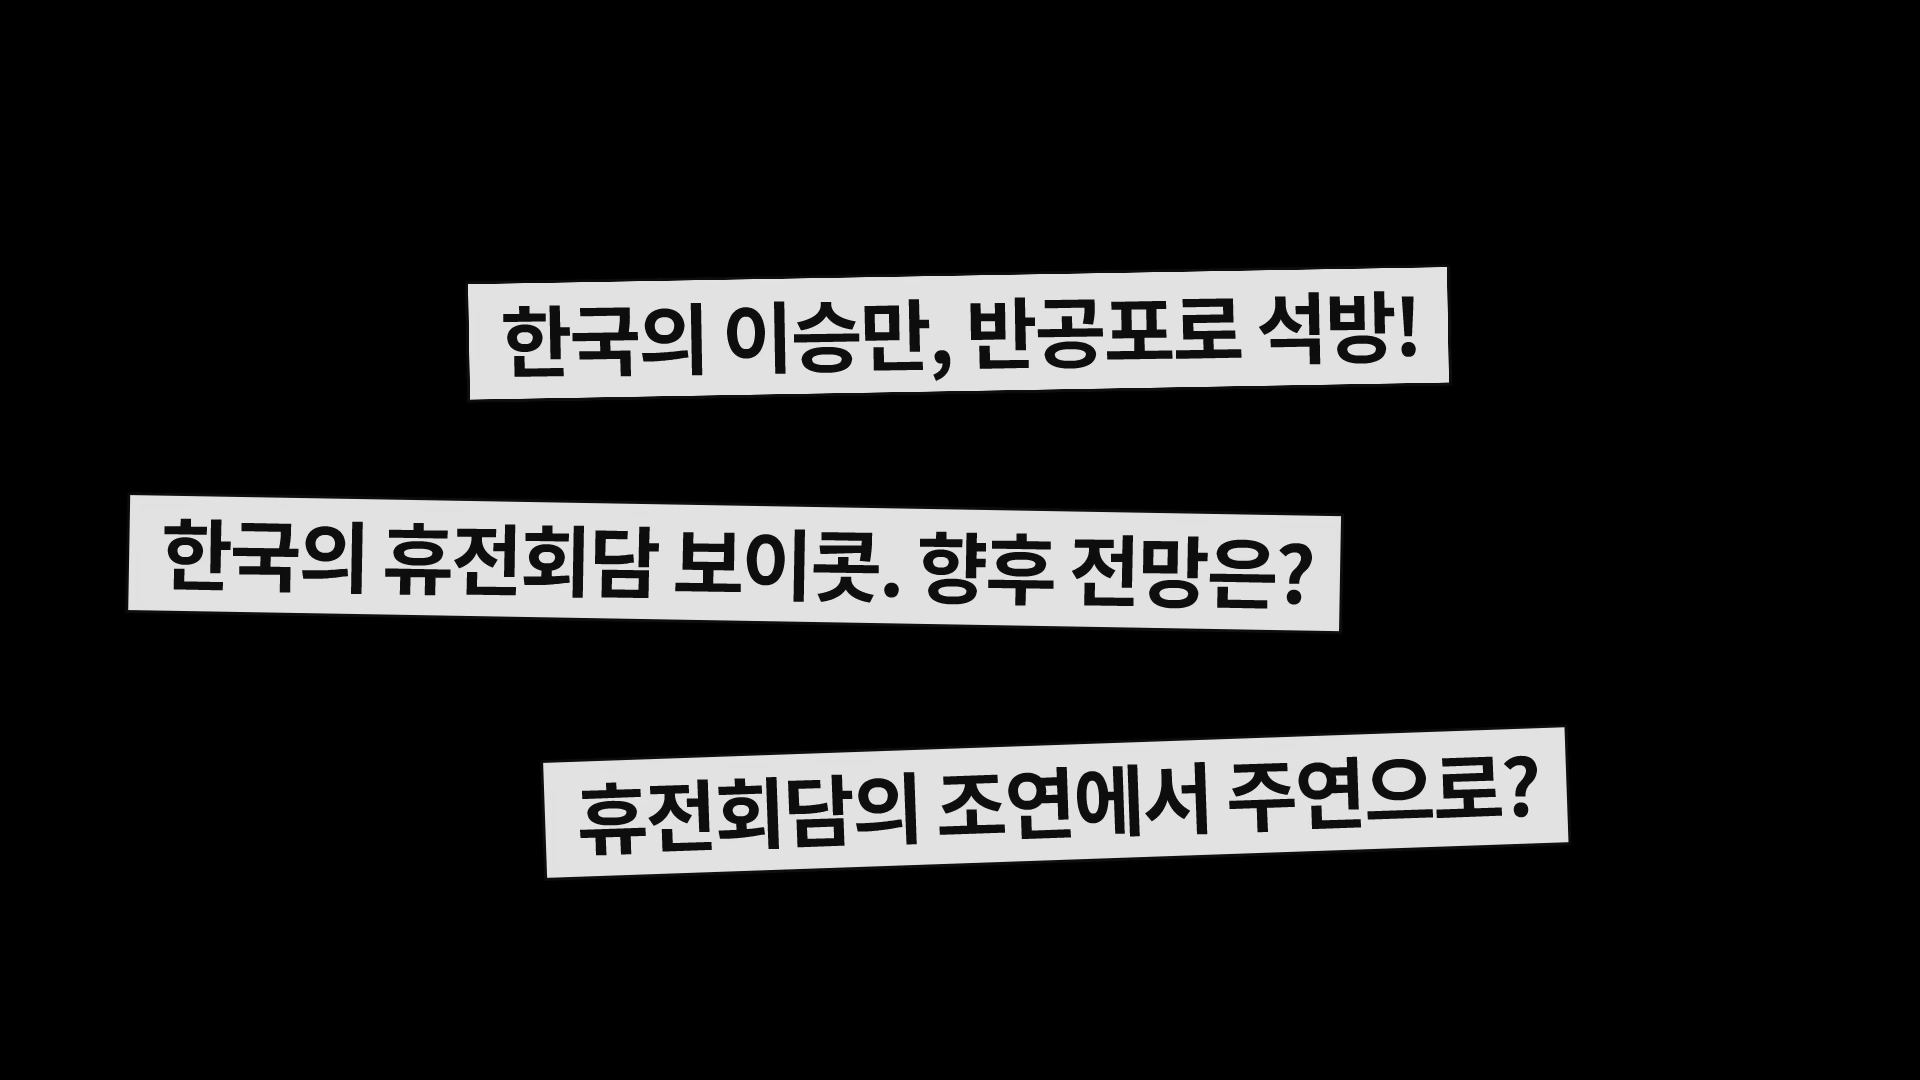 한국의 이승만, 반공포로 석방!
한국의 휴전회담 보이콧. 향후 전망은?
휴전회담의 조연에서 주연으로?